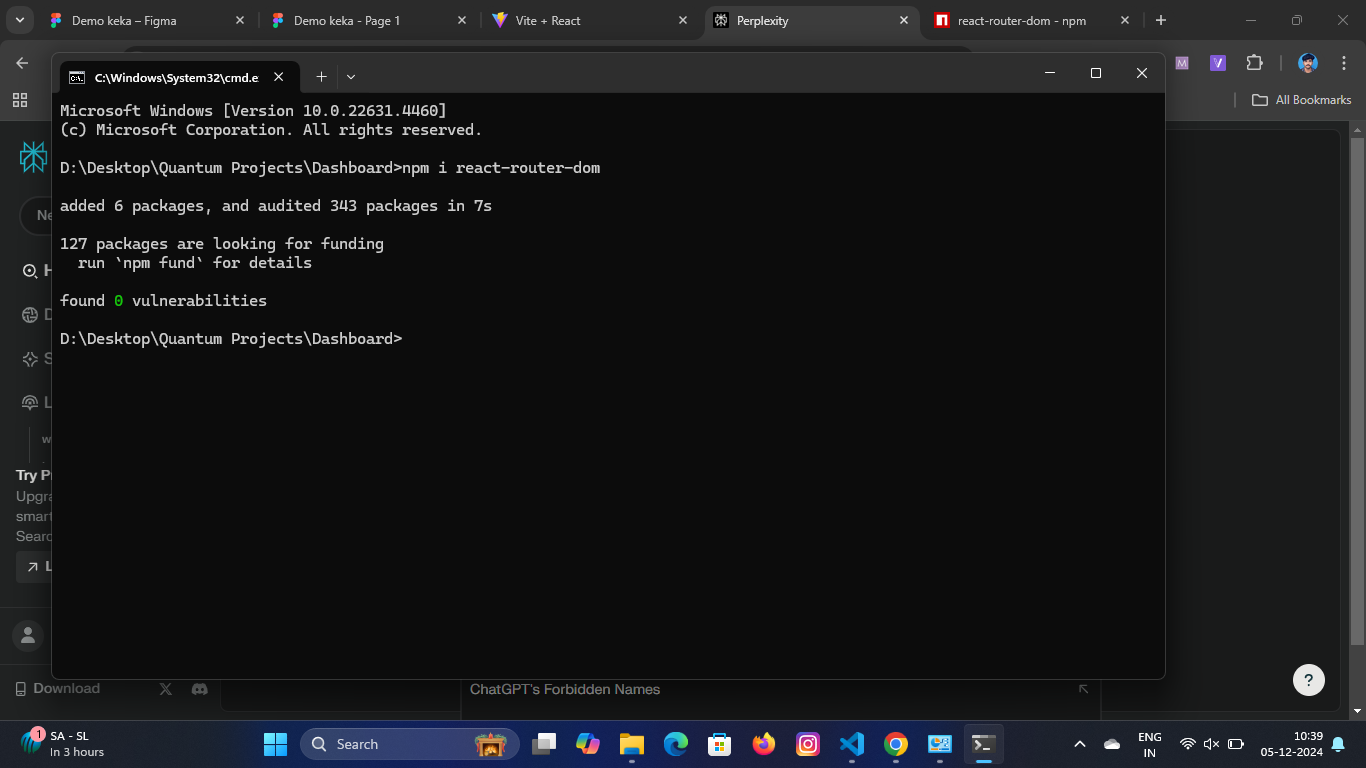 Demo keka – Figma
Demo keka - Page 1
Vite + React
Perplexity
react-router-dom - npm
All Bookmarks
C:\Windows\System32\cmd.e
Microsoft Windows [Version 10.0.22631.4460]
(c) Microsoft Corporation. All rights reserved.
D:\Desktop\Quantum Projects\Dashboard>npm i react-router-dom
added 6 packages, and audited 343 packages in 7s
127 packages are looking for funding
run `npm fund` for details
found 0 vulnerabilities
D:\Desktop\Quantum Projects\Dashboard>
Ne
H
D
S
L
w
Try P
Upgra
smart
Searc
L
Download
ChatGPT's Forbidden Names
?
1
SA - SL
In 3 hours
Search
ENG
IN
10:39
05-12-2024